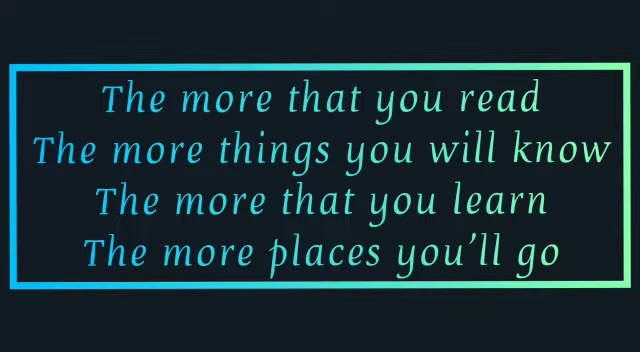 The more that you read
The more things you will know
The more that you learn
The more places you’ll go